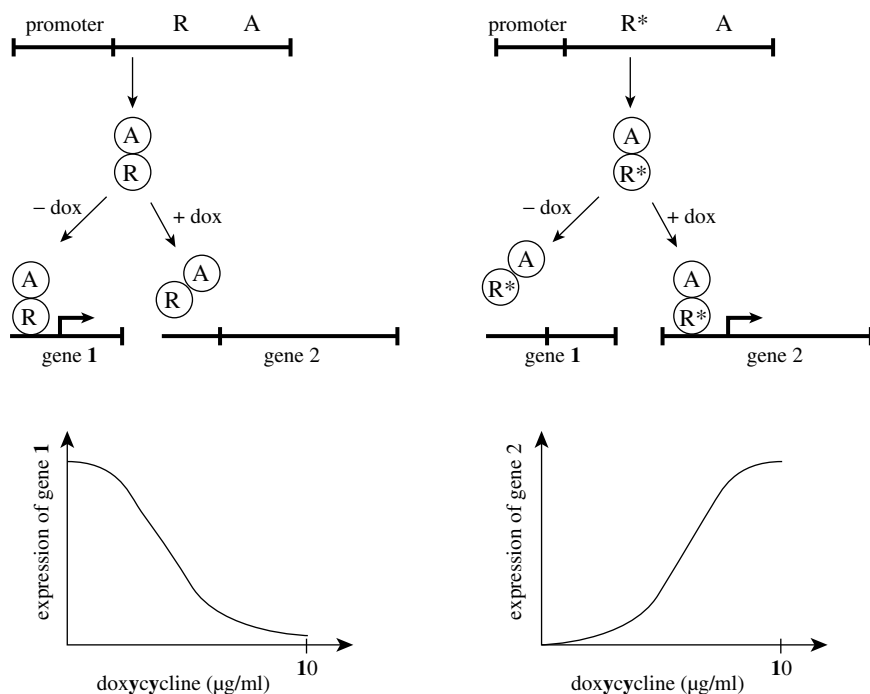 promoter R A
promoter R* A
A
R
− dox + dox
A
R*
− dox + dox
A
R
A
R
A
R*
A
R*
gene 1 gene 2
gene 1 gene 2
expression of gene 1
10
doxycycline (µg/ml)
expression of gene 2
10
doxycycline (µg/ml)